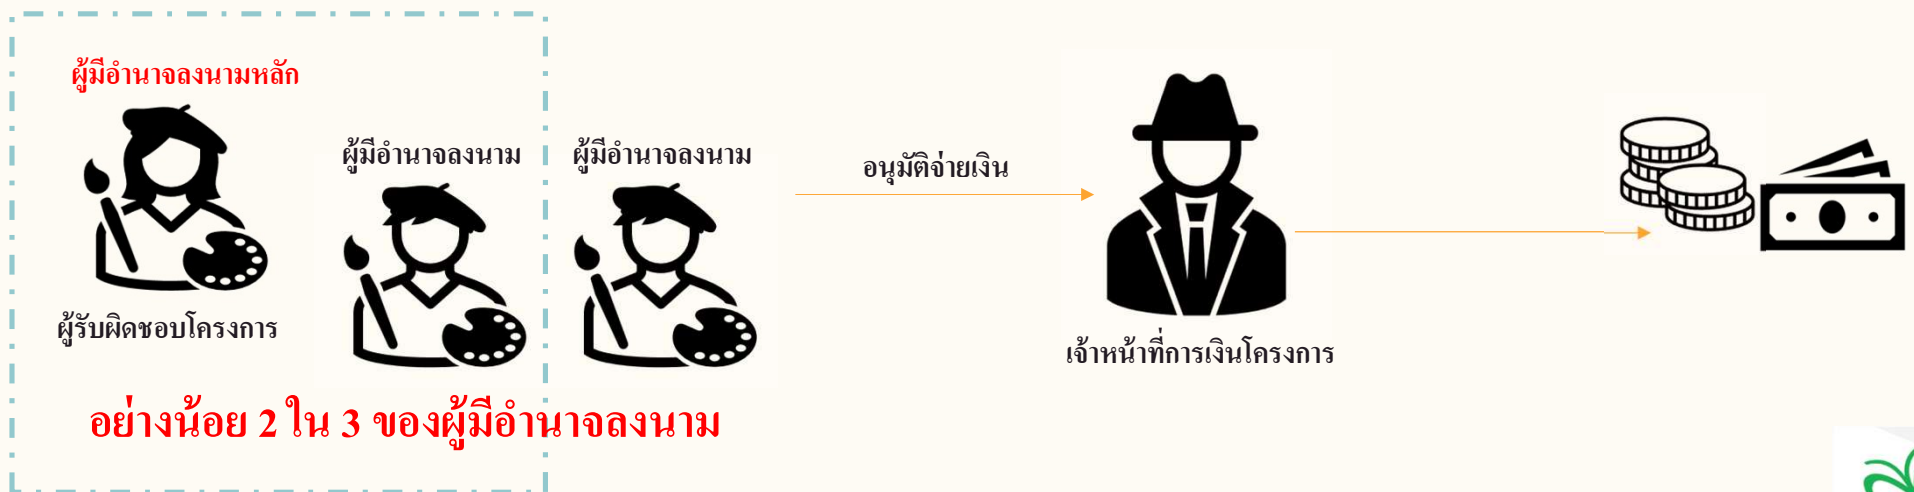 ผู้มีอำนาจลงนามหลัก
ผู้มีอำนาจลงนาม
ผู้มีอำนาจลงนาม
อนุมัติจ่ายเงิน
ผู้รับผิดชอบโครงการ
เจ้าหน้าที่การเงินโครงการ
อย่างน้อย 2 ใน 3 ของผู้มีอำนาจลงนาม